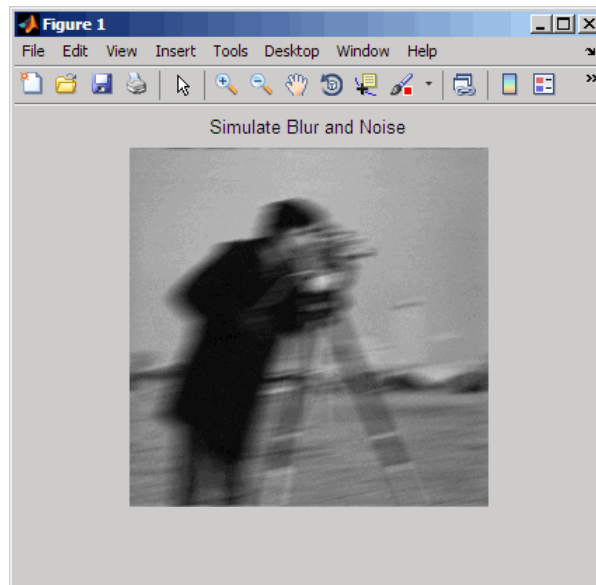 Figure 1
File Edit View Insert Tools Desktop Window Help
Simulate Blur and Noise